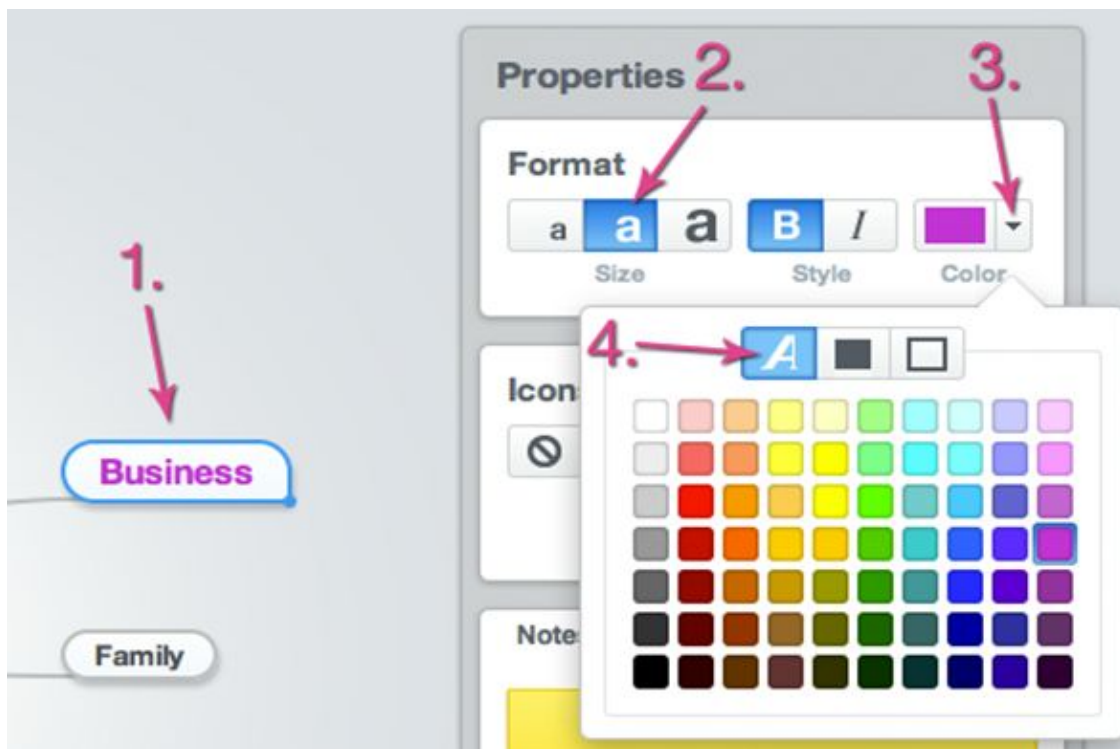 Properties 2. 3.
Format
a a a B I
Size Style Color
1.
4. A
Icon
Business
Note
Family